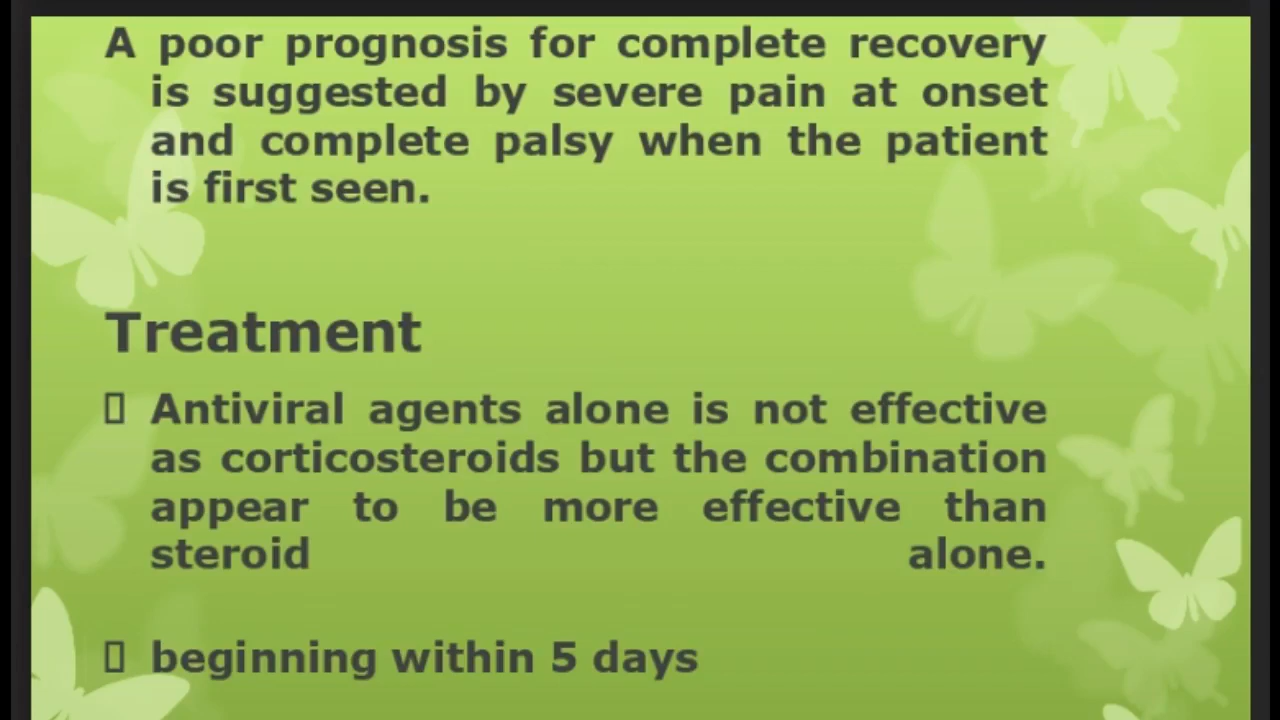 A poor prognosis for complete recovery
is suggested by severe pain at onset
and complete palsy when the patient
is first seen.
Treatment
Antiviral agents alone is not effective
as corticosteroids but the combination
appear to be more effective than
steroid alone.
beginning within 5 days